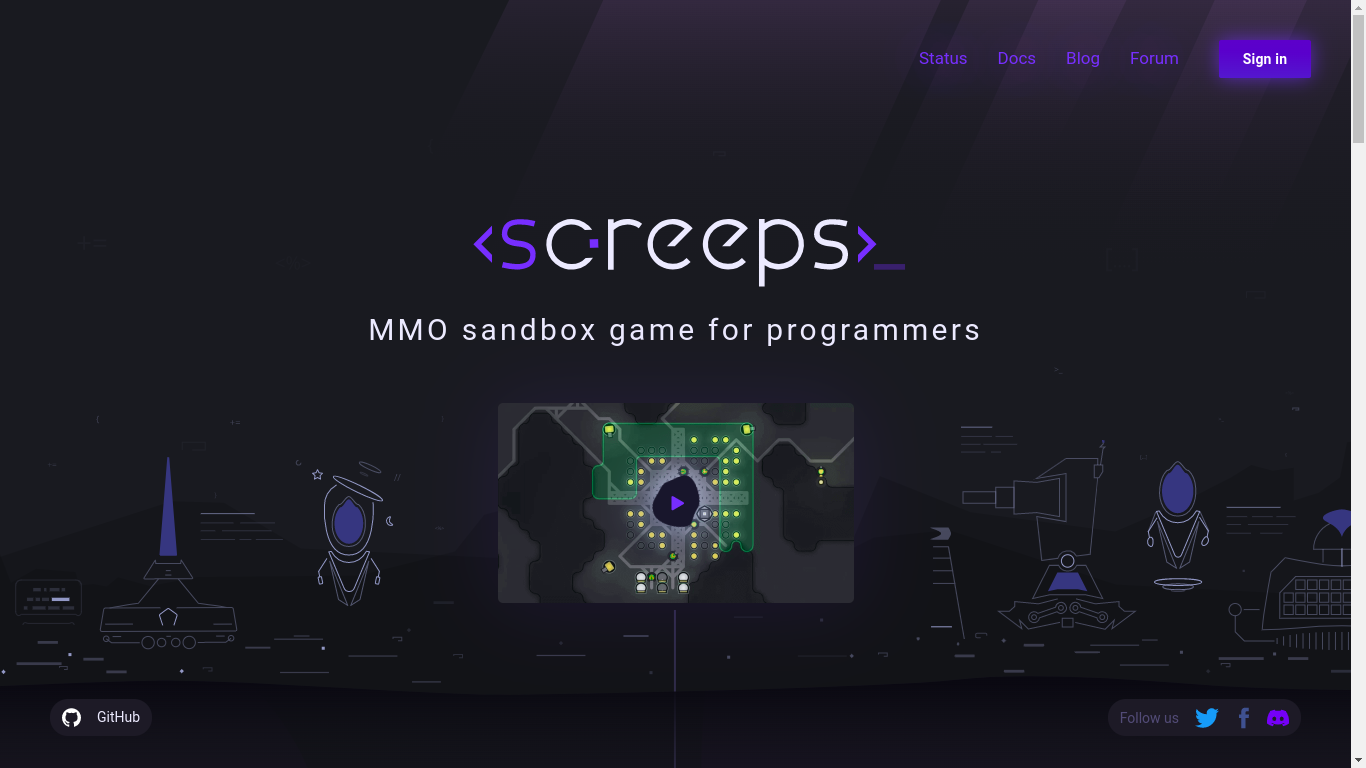 Status Docs Blog Forum Sign in
<screeps>_
MMO sandbox game for programmers
GitHub
Follow us